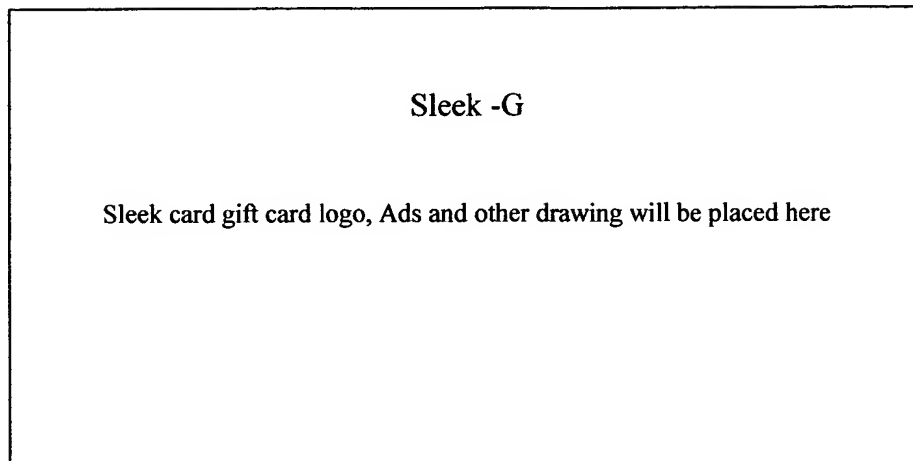 Sleek -G
Sleek card gift card logo, Ads and other drawing will be placed here